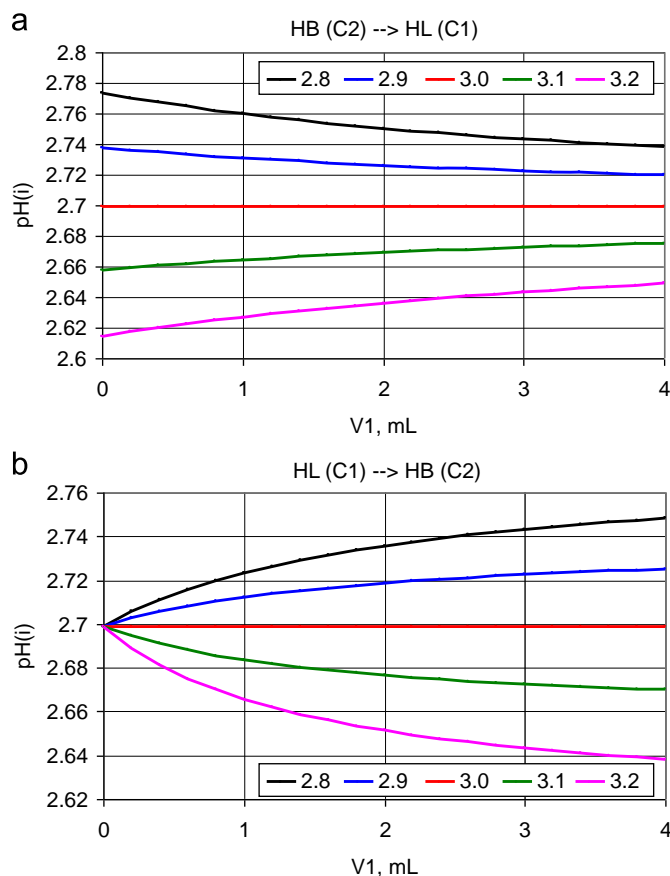 a
HB (C2) --> HL (C1)
2.8 2.9 3.0 3.1 3.2
2.8
2.78
2.76
2.74
2.72
2.7
2.68
2.66
2.64
2.62
2.6
pH(i)
0 1 2 3 4
V1, mL
b
HL (C1) --> HB (C2)
2.76
2.74
2.72
2.7
2.68
2.66
2.64
2.62
pH(i)
2.8 2.9 3.0 3.1 3.2
0 1 2 3 4
V1, mL